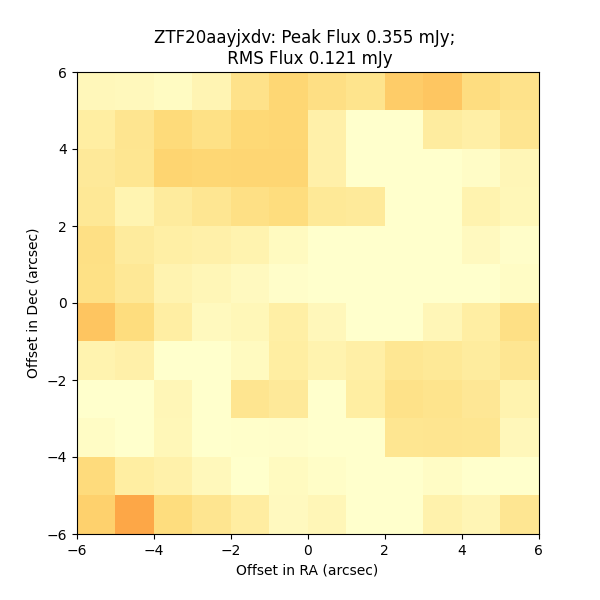 ZTF20aayjxdv: Peak Flux 0.355 mJy;
RMS Flux 0.121 mJy
6
4
2
0
−2
−4
−6
Offset in Dec (arcsec)
−6 −4 −2 0 2 4 6
Offset in RA (arcsec)